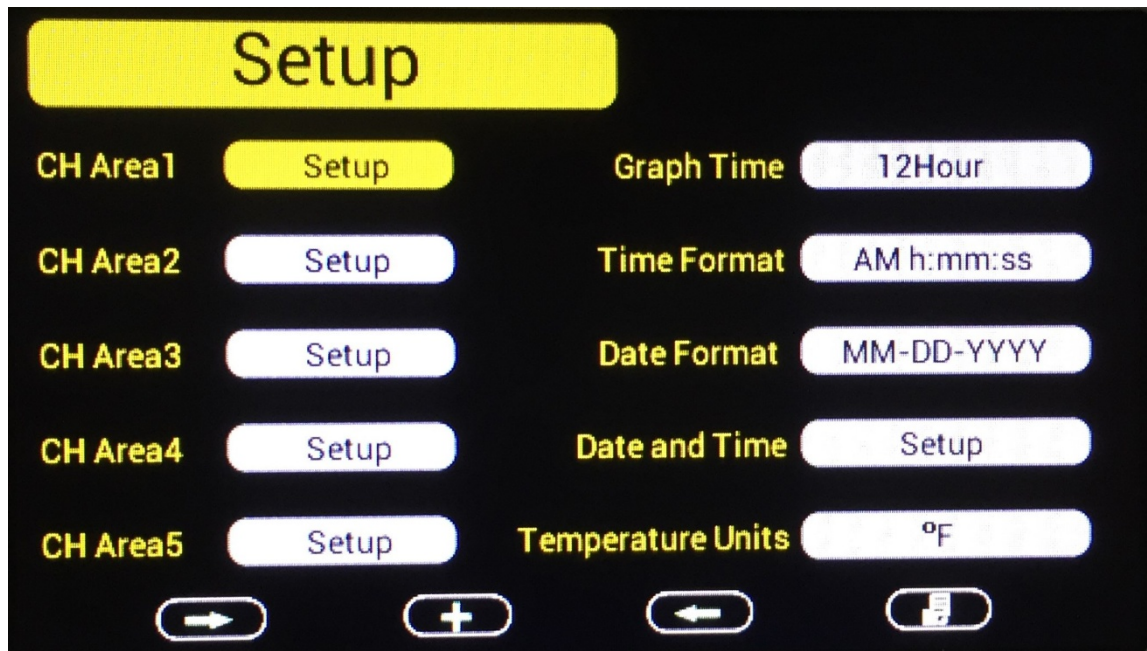 Setup
CH Area1 Setup Graph Time 12Hour
CH Area2 Setup Time Format AM h:mm:ss
CH Area3 Setup Date Format MM-DD-YYYY
CH Area4 Setup Date and Time Setup
CH Area5 Setup Temperature Units ºF